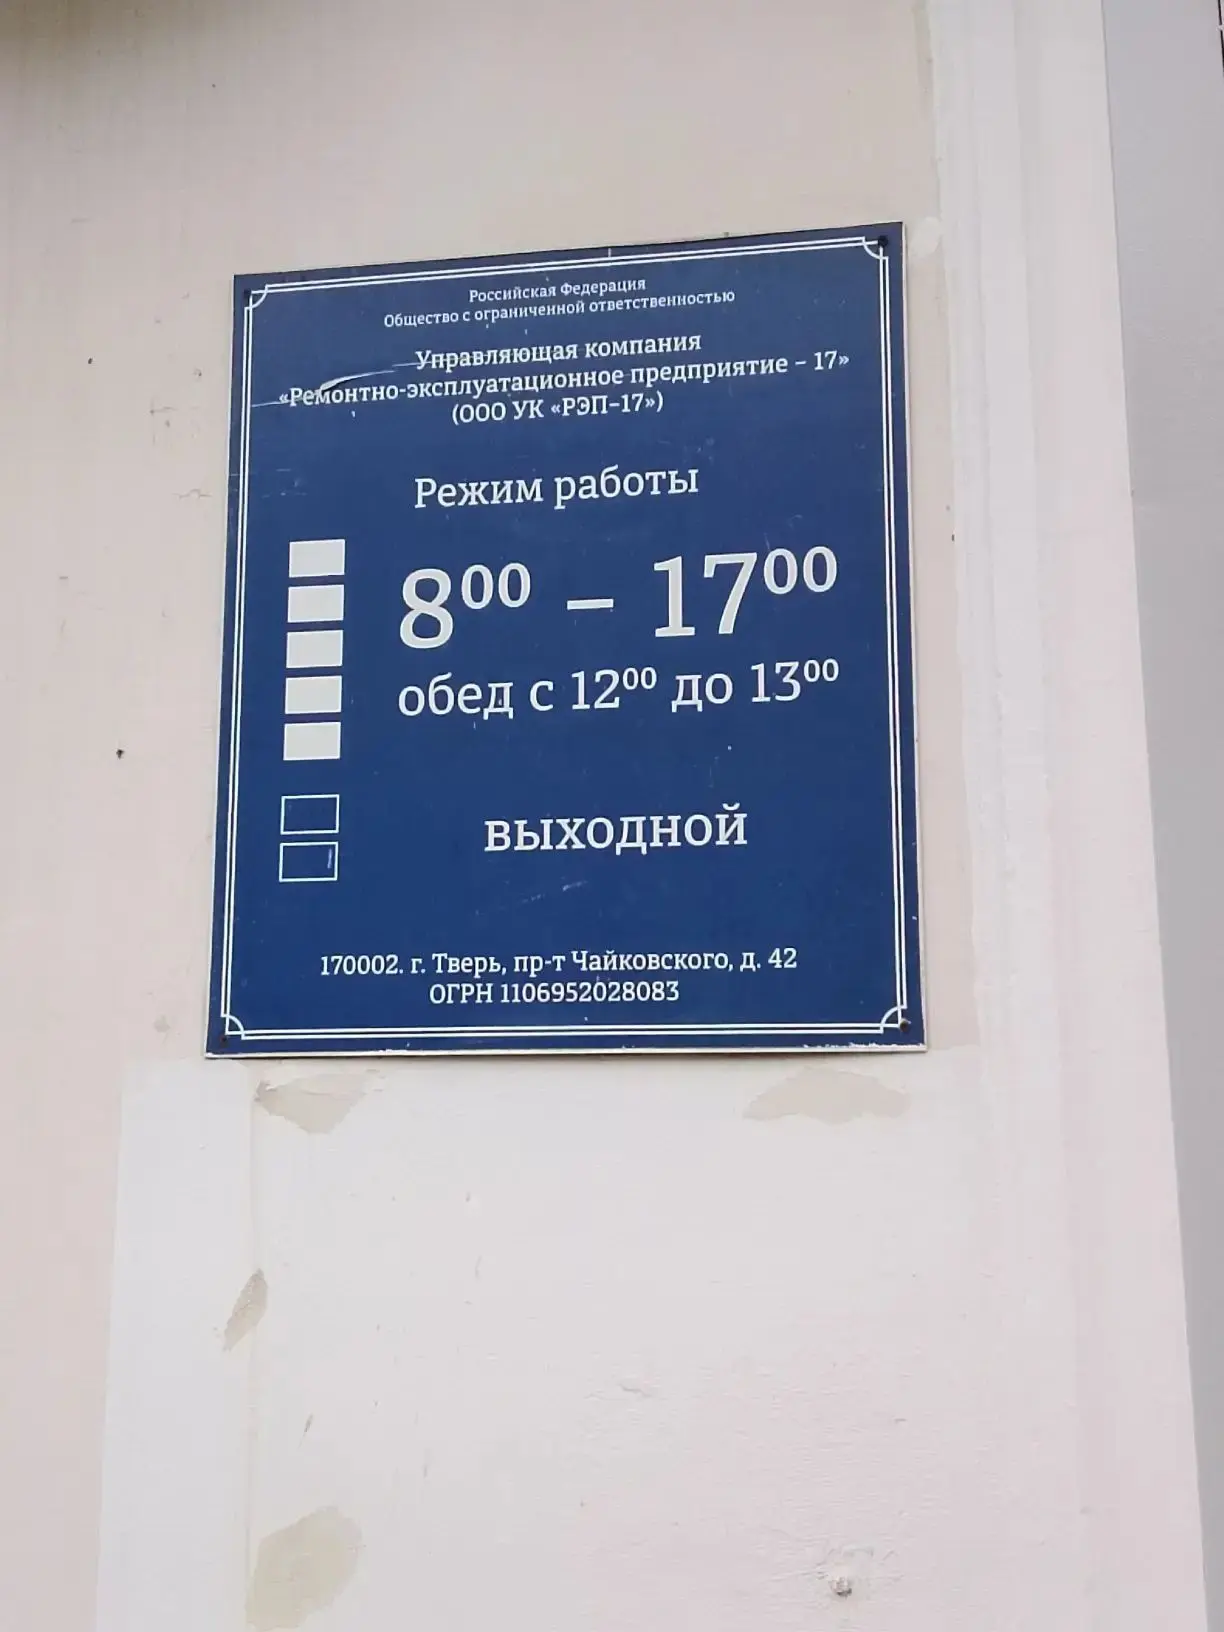 Российская Федерация
Общество с ограниченной ответственностью
Управляющая компания
«Ремонтно-эксплуатационное предприятие – 17»
(ООО УК «РЭП-17»)
Режим работы
8⁰⁰ – 17⁰⁰
обед с 12⁰⁰ до 13⁰⁰
выходной
170002. г. Тверь, пр-т Чайковского, д. 42
ОГРН 1106952028083